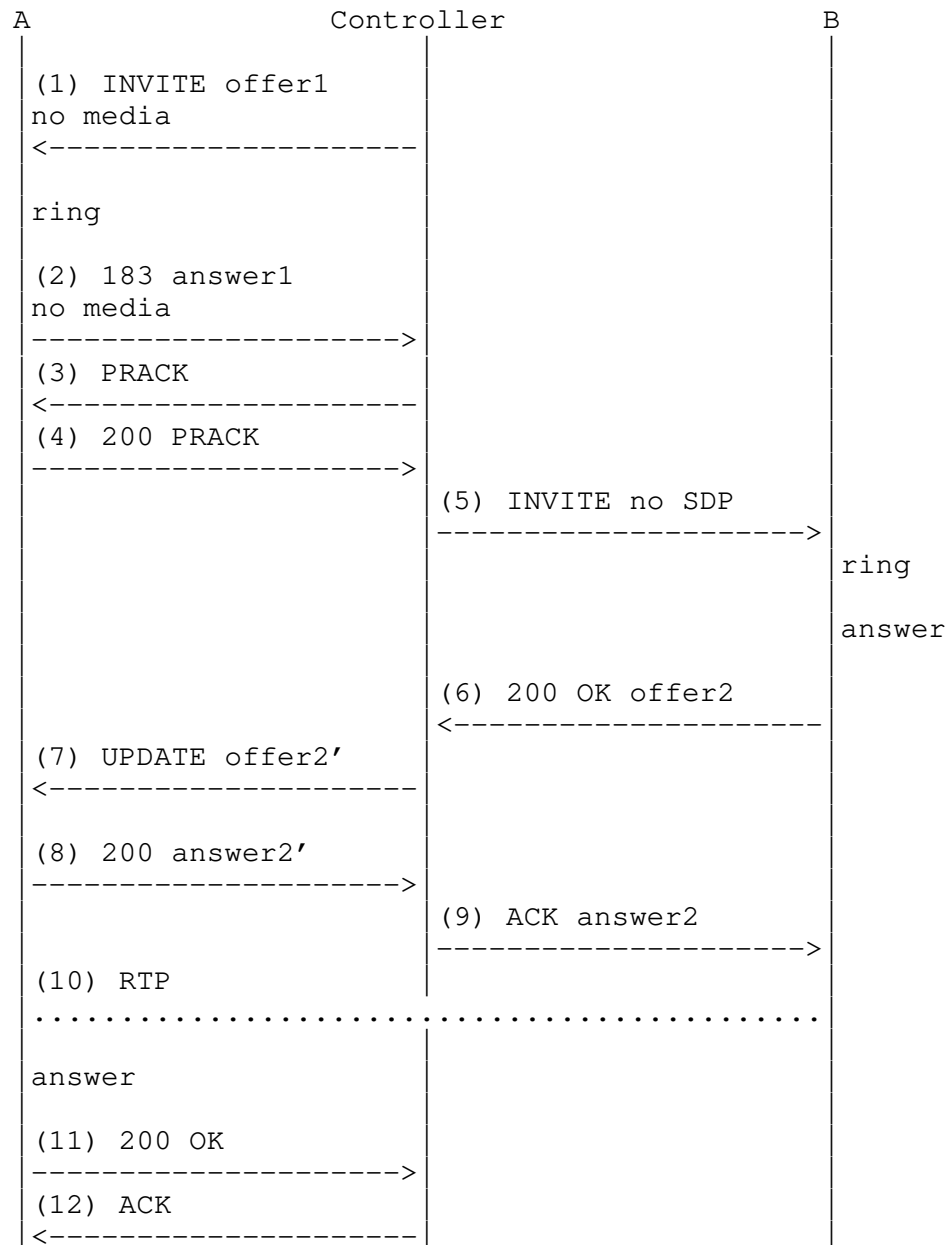 A Controller B
(1) INVITE offer1
no media
<---------------------
ring
(2) 183 answer1
no media
--------------------->
(3) PRACK
<---------------------
(4) 200 PRACK
--------------------->
(5) INVITE no SDP
--------------------->
ring
answer
(6) 200 OK offer2
<---------------------
(7) UPDATE offer2’
<---------------------
(8) 200 answer2’
--------------------->
(9) ACK answer2
--------------------->
(10) RTP
..............................................
answer
(11) 200 OK
--------------------->
(12) ACK
<---------------------